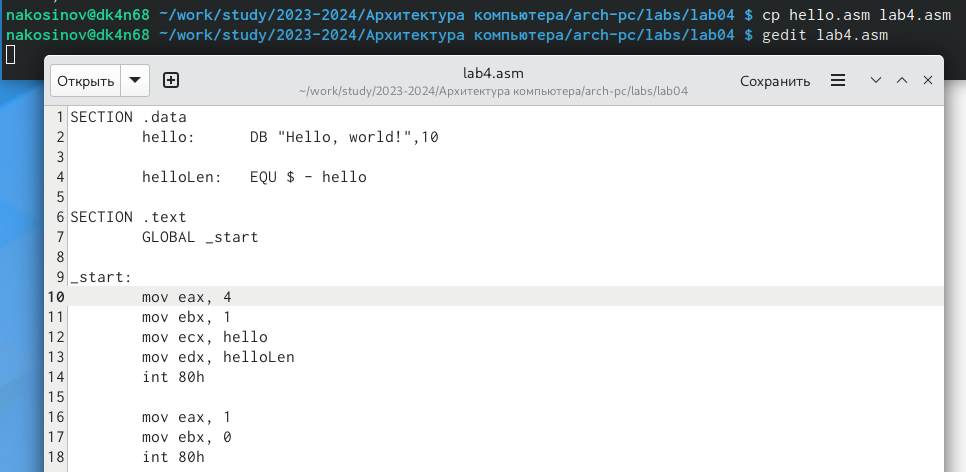 nakosinov@dk4n68 ~/work/study/2023-2024/Архитектура компьютера/arch-pc/labs/lab04 $ cp hello.asm lab4.asm
nakosinov@dk4n68 ~/work/study/2023-2024/Архитектура компьютера/arch-pc/labs/lab04 $ gedit lab4.asm
Открыть
lab4.asm
~/work/study/2023-2024/Архитектура компьютера/arch-pc/labs/lab04
Сохранить
1 SECTION .data
2         hello:      DB "Hello, world!",10
3
4         helloLen:   EQU $ - hello
5
6 SECTION .text
7         GLOBAL _start
8
9 _start:
10         mov eax, 4
11         mov ebx, 1
12         mov ecx, hello
13         mov edx, helloLen
14         int 80h
15
16         mov eax, 1
17         mov ebx, 0
18         int 80h